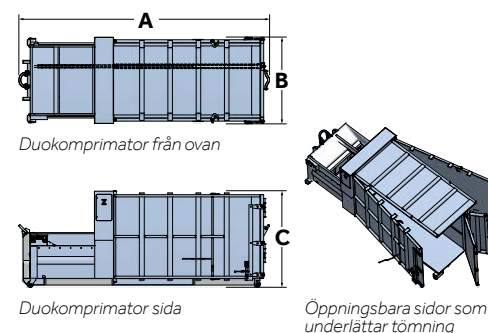 A
B
Duokomprimator från ovan
Z
C
Duokomprimator sida
Öppningsbara sidor som
underlättar tömning